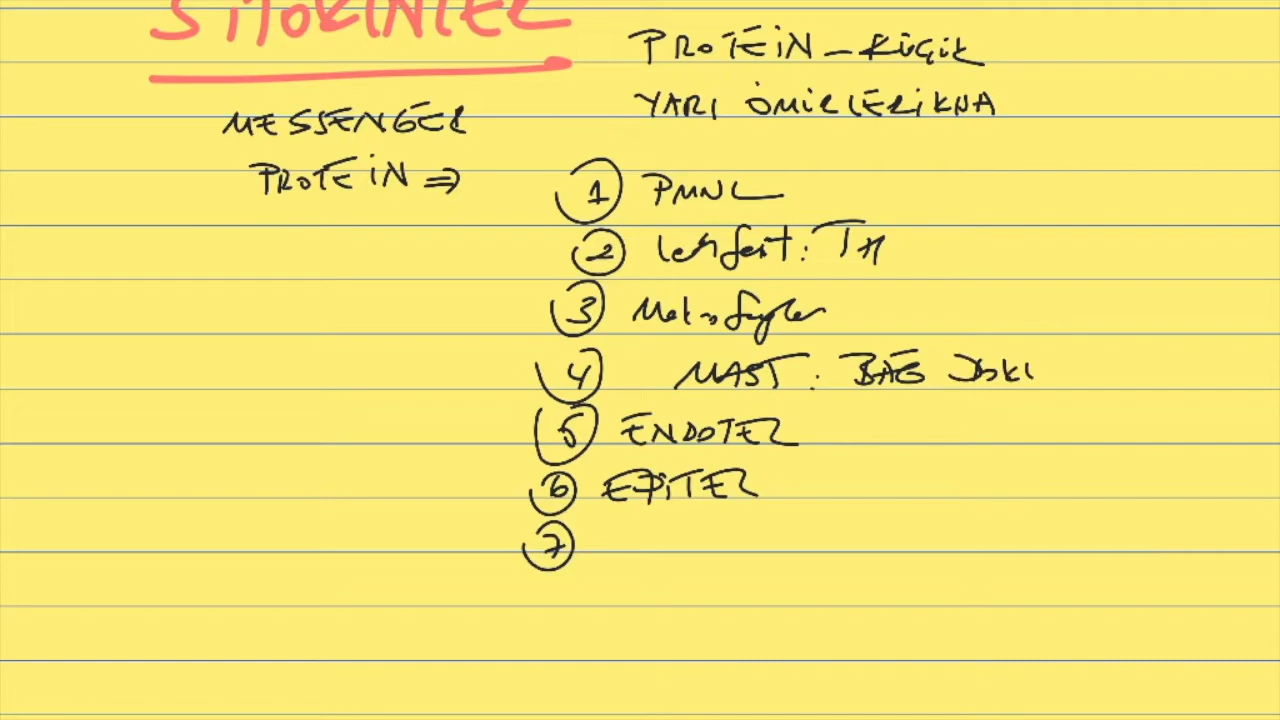 SİTOKİNLER
PROTEİN - KÜÇÜK
YARI ÖMÜRLERİ KISA
MESSENGER
PROTEİN ⇒
1 PMNL
2 Lenfosit: TH
3 Makrofajlar
4 MAST: BAĞ DOKU
5 ENDOTEL
6 EPİTEL
7